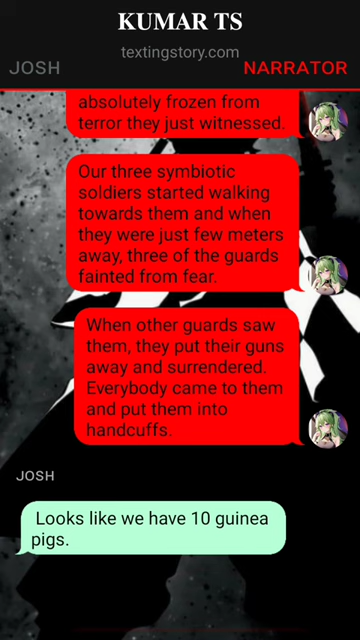 KUMAR TS
textingstory.com
JOSH
NARRATOR
absolutely frozen from
terror they just witnessed.
Our three symbiotic
soldiers started walking
towards them and when
they were just few meters
away, three of the guards
fainted from fear.
When other guards saw
them, they put their guns
away and surrendered.
Everybody came to them
and put them into
handcuffs.
JOSH
Looks like we have 10 guinea
pigs.